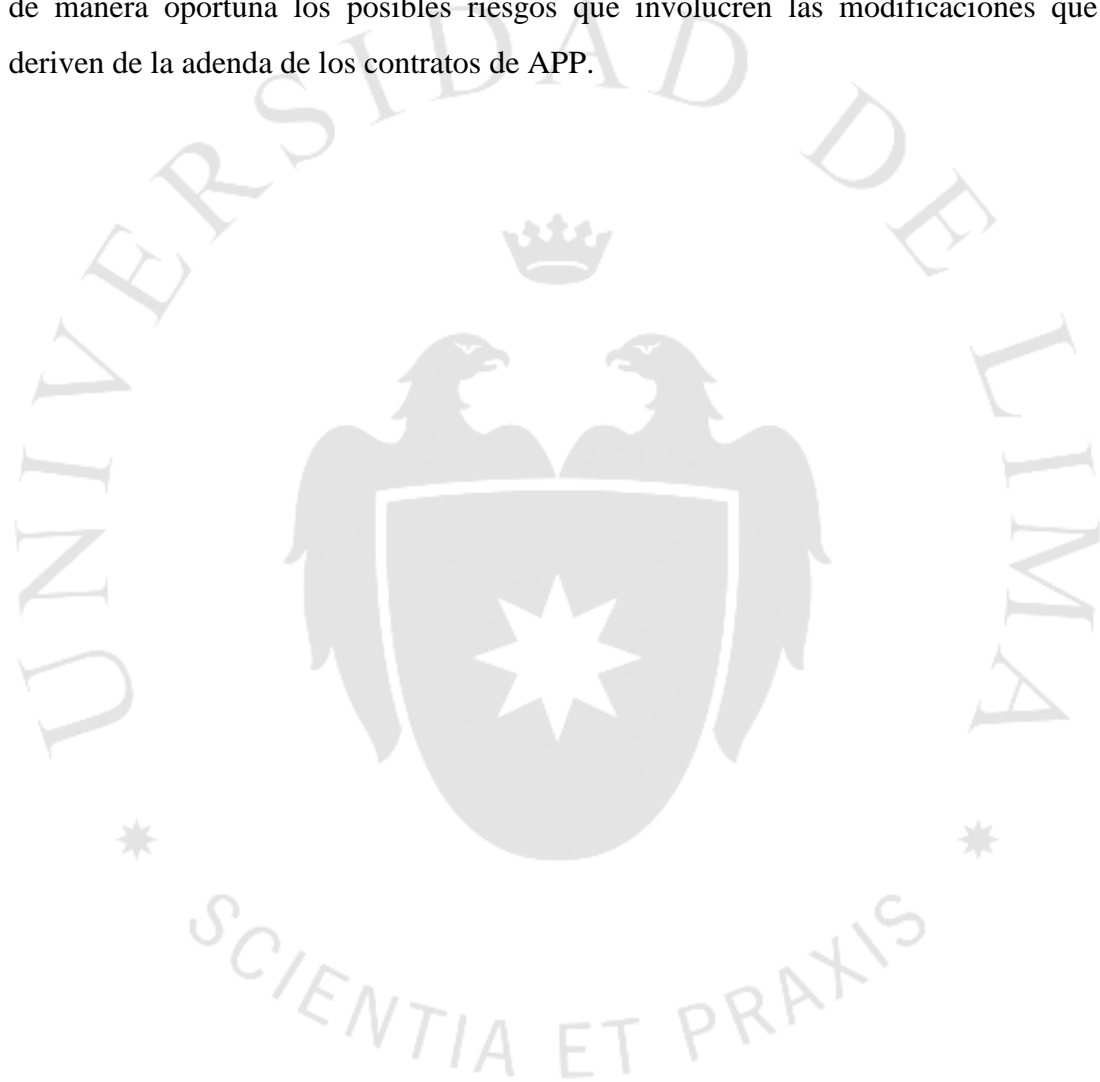 de manera oportuna los posibles riesgos que involucren las modificaciones que
deriven de la adenda de los contratos de APP.
UNIVERSIDAD DE LIMA
SCIENTIA ET PRAXIS